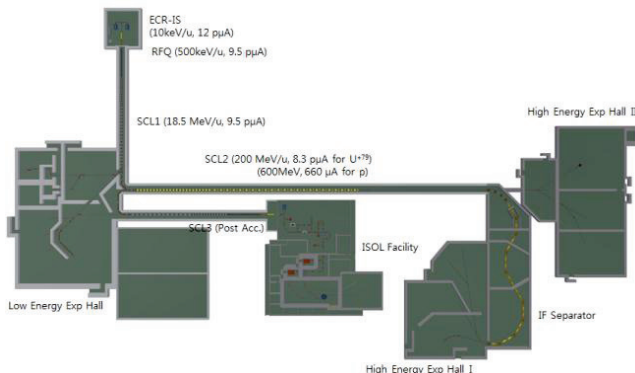 ECR-IS
(10keV/u, 12 pμA)
RFQ (500keV/u, 9.5 pμA)
SCL1 (18.5 MeV/u, 9.5 pμA)
High Energy Exp Hall II
SCL2 (200 MeV/u, 8.3 pμA for U+79)
(600MeV, 660 μA for p)
SCL3 (Post Acc.)
ISOL Facility
Low Energy Exp Hall
IF Separator
High Energy Exp Hall I